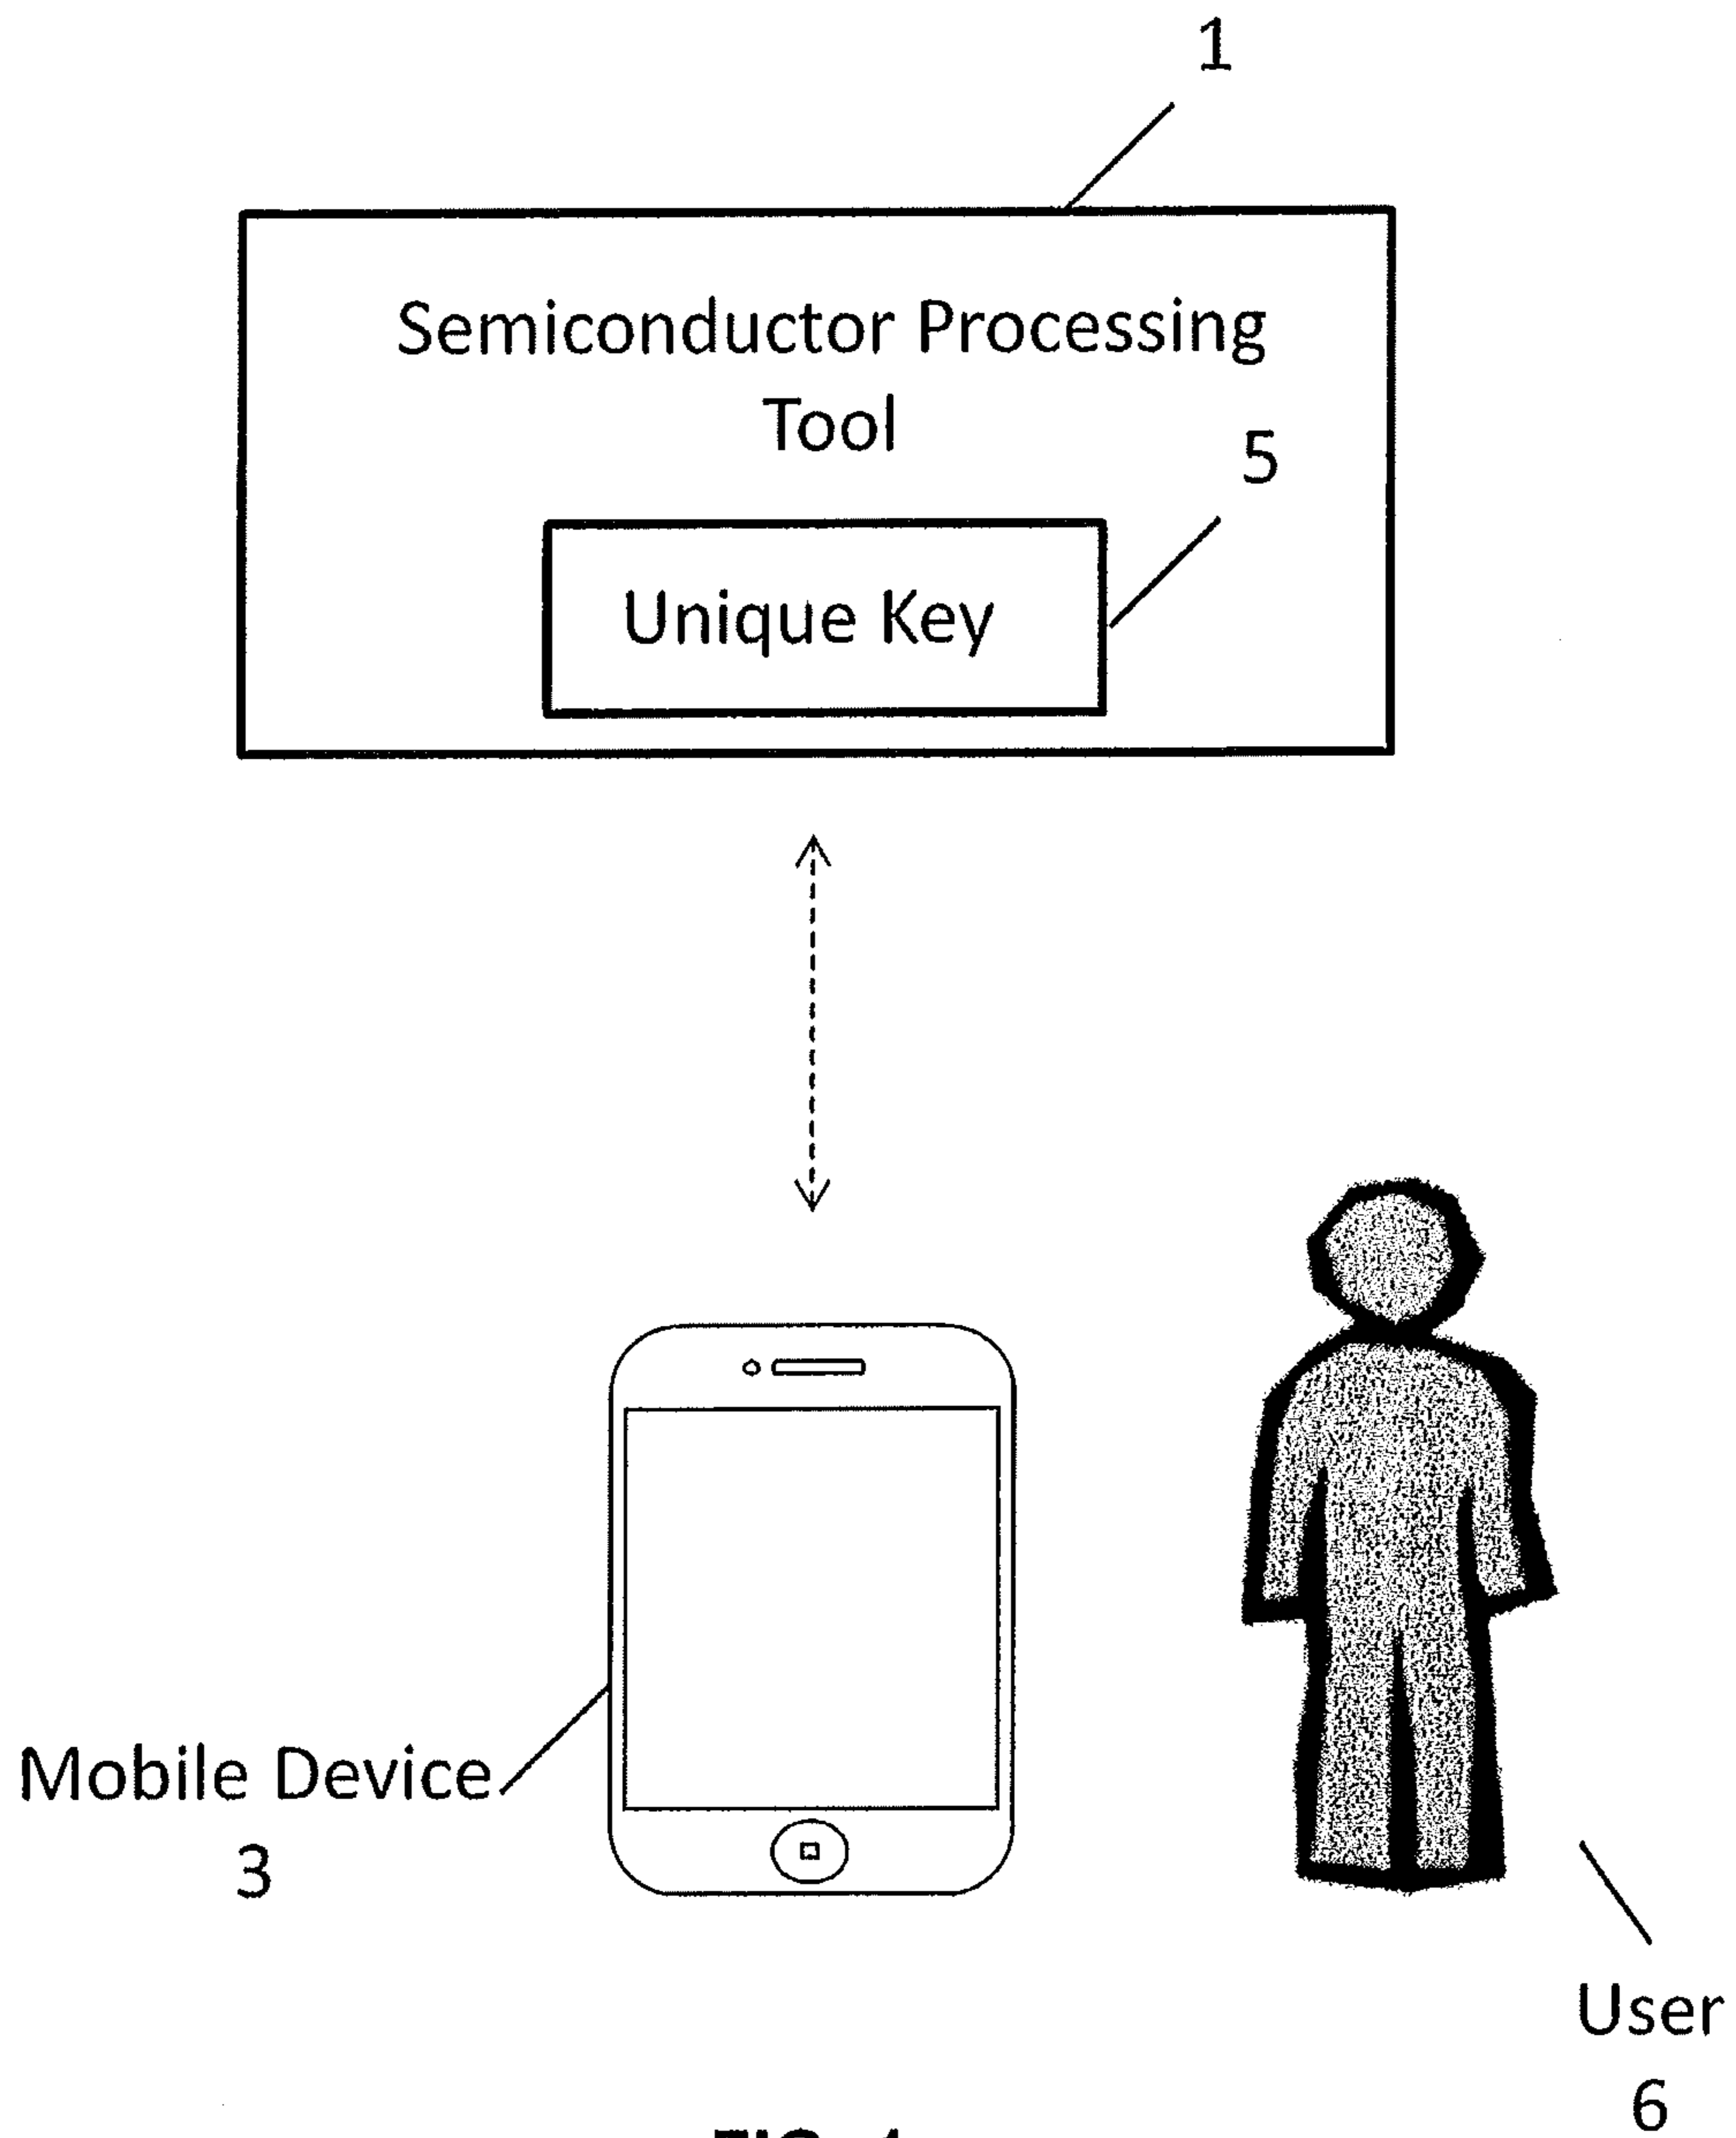 1
Semiconductor Processing
Tool
5
Unique Key
Mobile Device
3
User
6